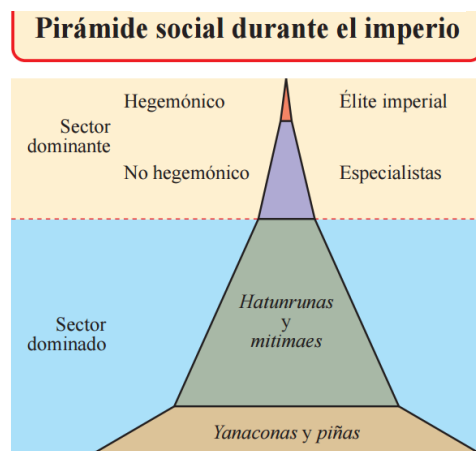 Pirámide social durante el imperio
Hegemónico
Élite imperial
Sector
dominante
No hegemónico
Especialistas
Hatunrunas
y
mitimaes
Sector
dominado
Yanaconas y piñas